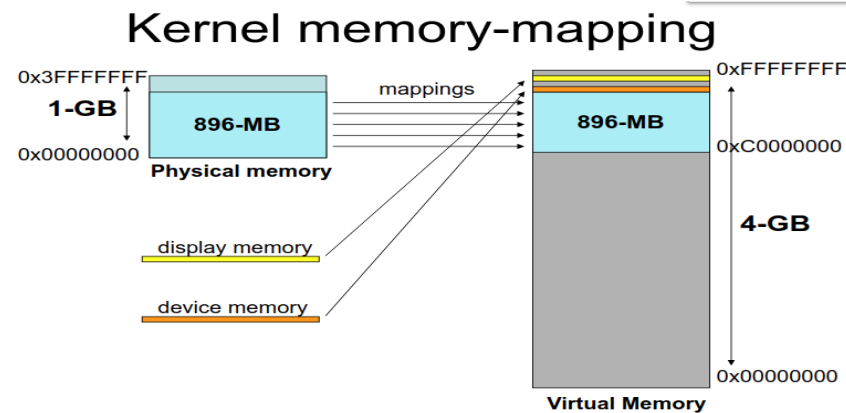 Kernel memory-mapping
0x3FFFFFFF
1-GB
896-MB
0x00000000
Physical memory
mappings
display memory
device memory
0xFFFFFFFF
896-MB
0xC0000000
4-GB
0x00000000
Virtual Memory